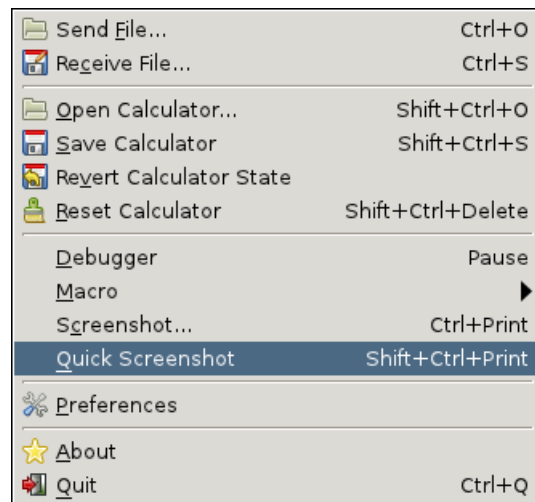 Send File... Ctrl+O
Receive File... Ctrl+S
Open Calculator... Shift+Ctrl+O
Save Calculator Shift+Ctrl+S
Revert Calculator State
Reset Calculator Shift+Ctrl+Delete
Debugger Pause
Macro
Screenshot... Ctrl+Print
Quick Screenshot Shift+Ctrl+Print
Preferences
About
Quit Ctrl+Q